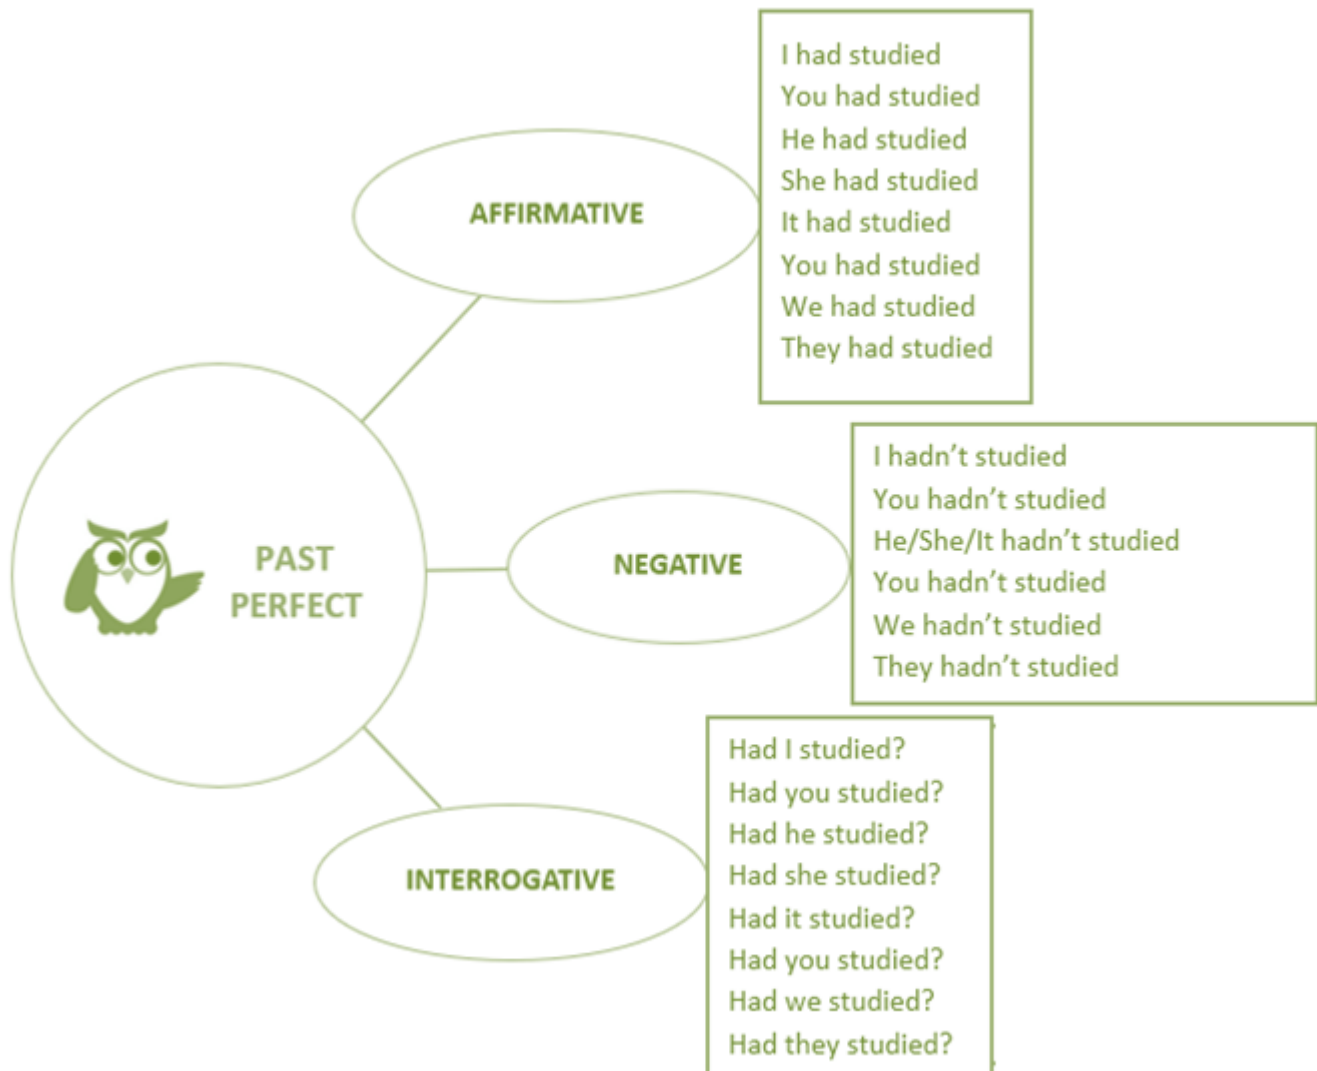 PAST
PERFECT
AFFIRMATIVE
I had studied
You had studied
He had studied
She had studied
It had studied
You had studied
We had studied
They had studied
NEGATIVE
I hadn’t studied
You hadn’t studied
He/She/It hadn’t studied
You hadn’t studied
We hadn’t studied
They hadn’t studied
INTERROGATIVE
Had I studied?
Had you studied?
Had he studied?
Had she studied?
Had it studied?
Had you studied?
Had we studied?
Had they studied?